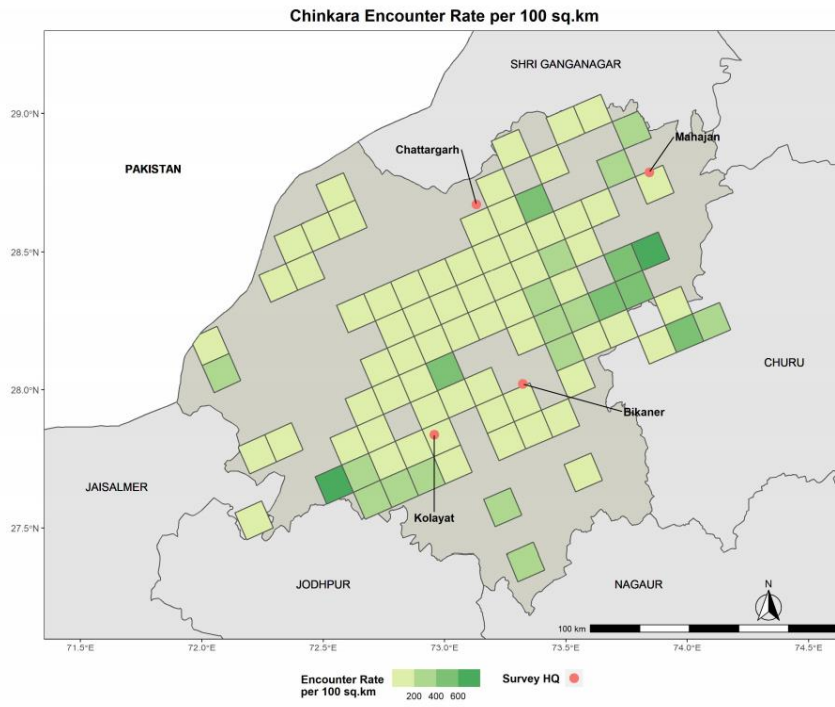 Chinkara Encounter Rate per 100 sq.km
SHRI GANGANAGAR
29.0°N
Mahajan
Chattargarh
PAKISTAN
28.5°N
28.0°N
CHURU
Bikaner
JAISALMER
Kolayat
27.5°N
JODHPUR
NAGAUR
N
100 km
71.5°E 72.0°E 72.5°E 73.0°E 73.5°E 74.0°E 74.5°E
Encounter Rate
per 100 sq.km
200 400 600
Survey HQ